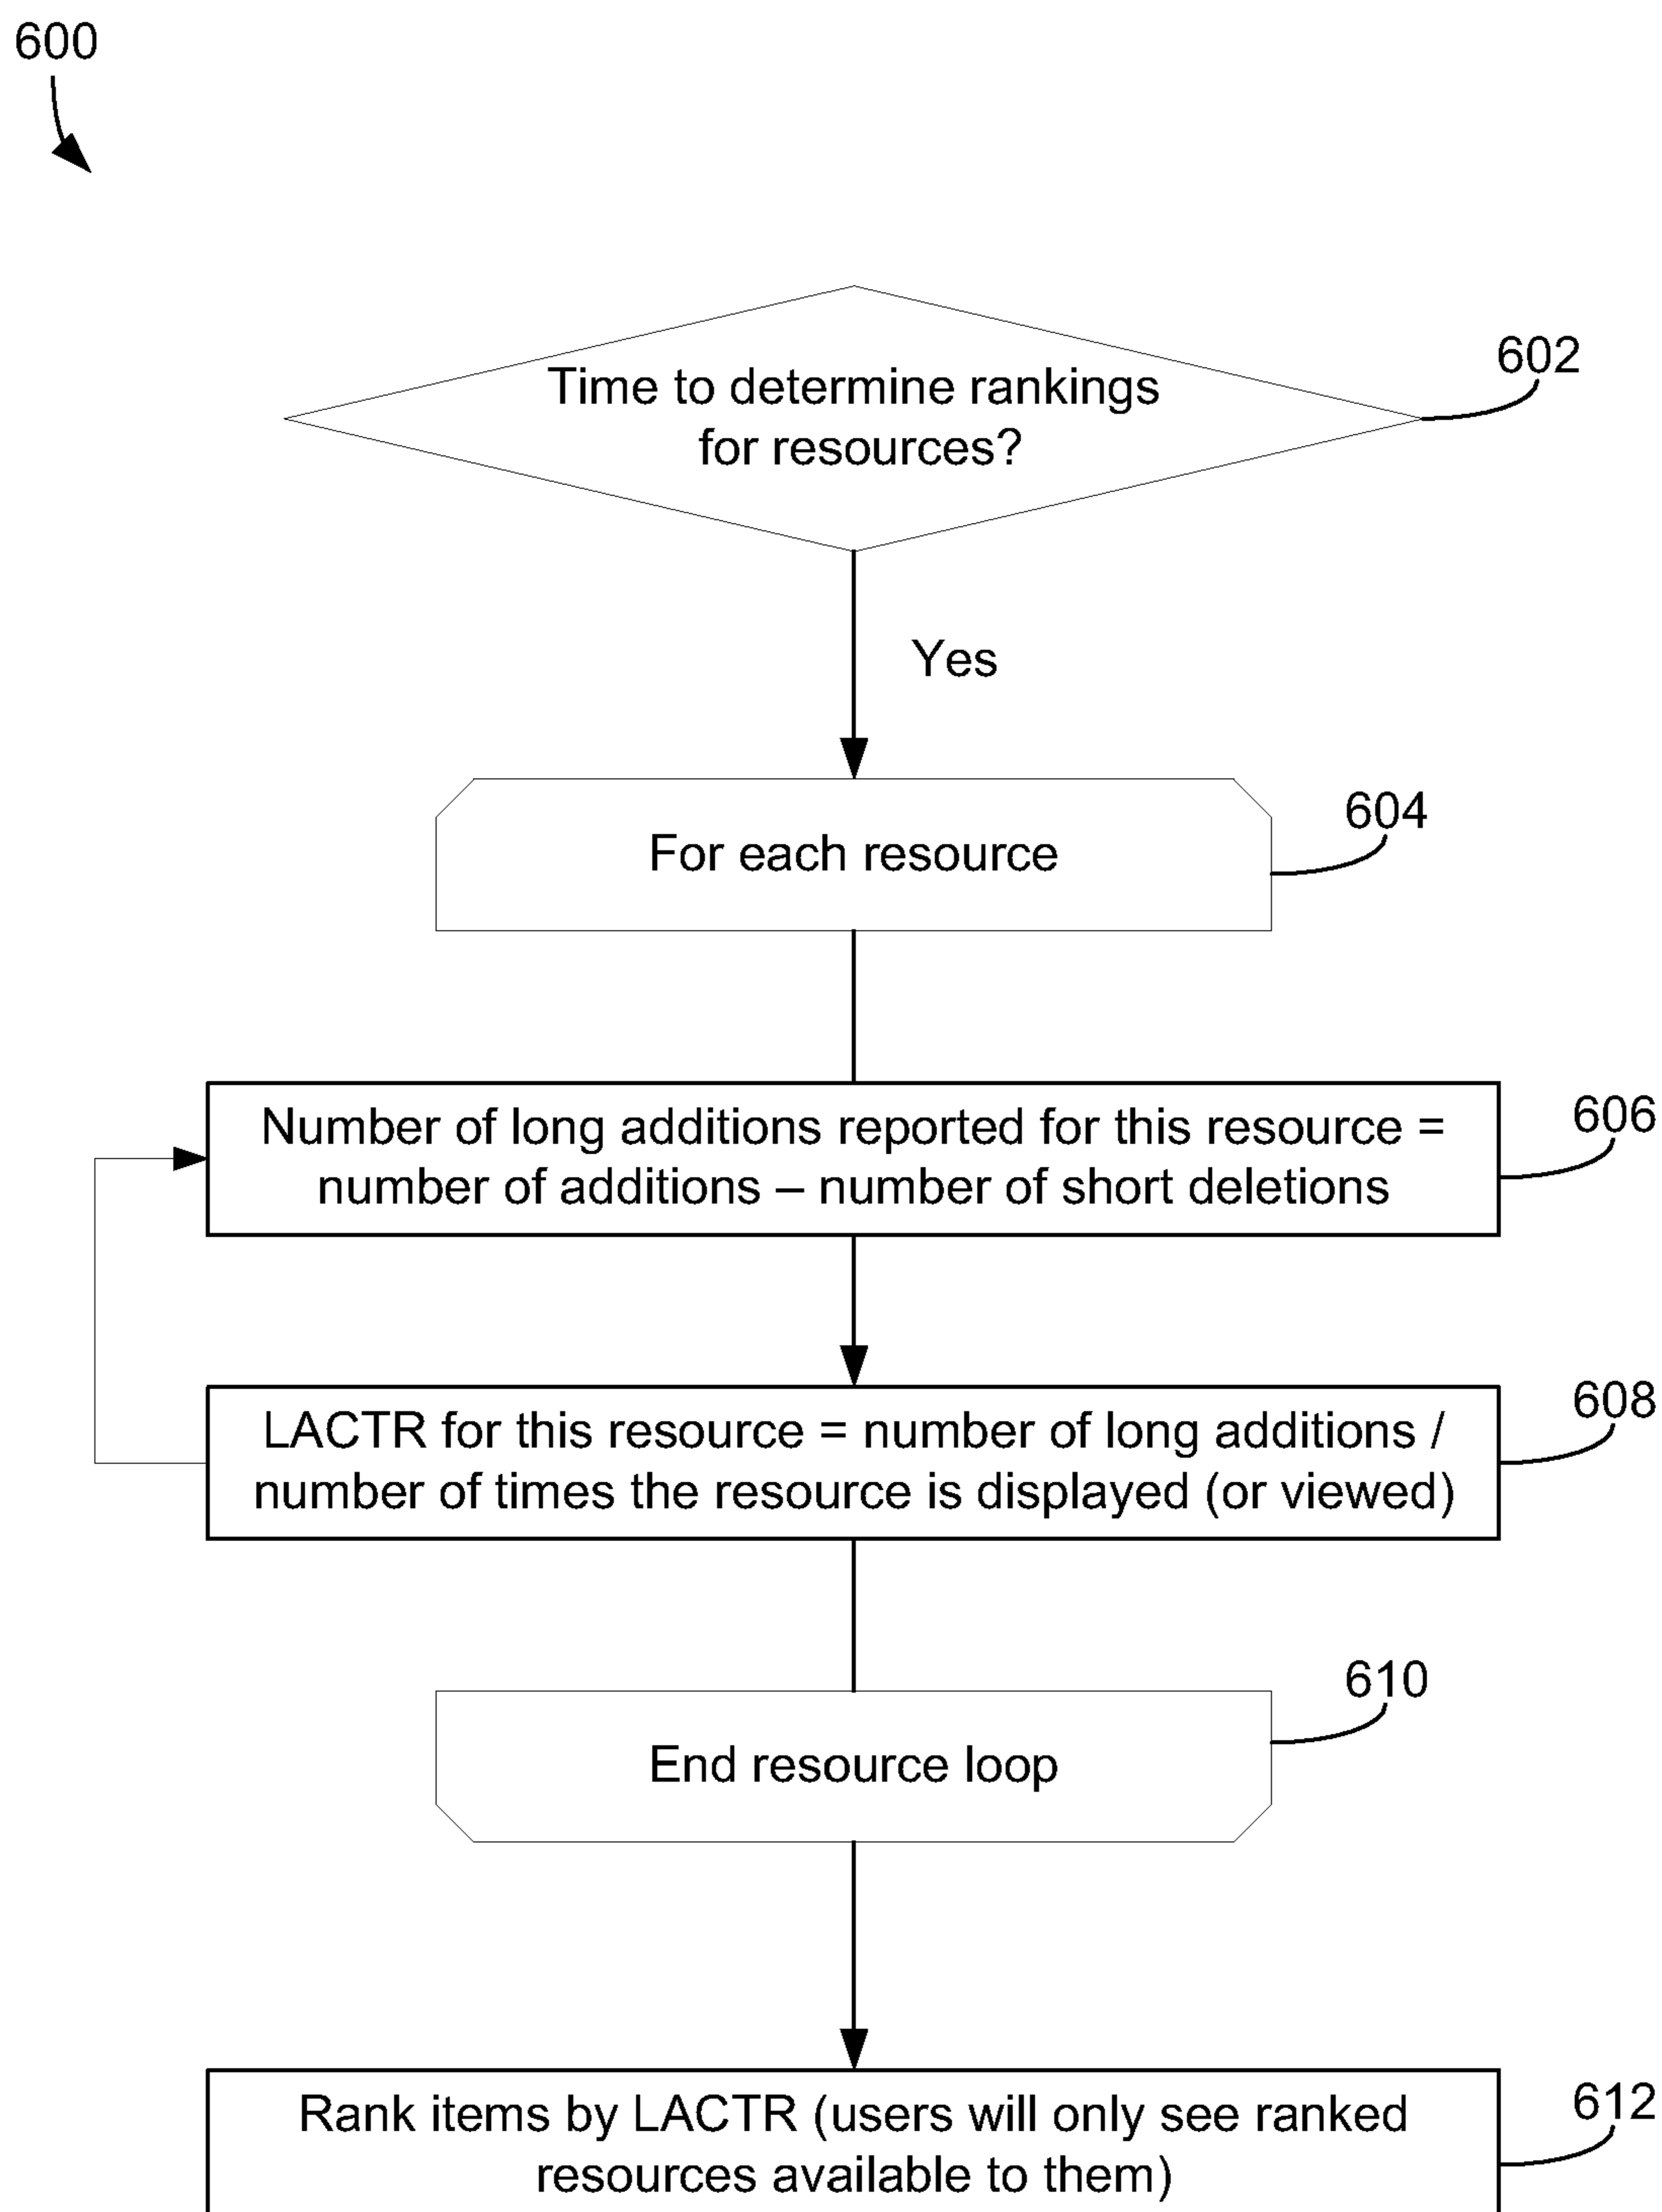 600
Time to determine rankings
for resources?
602
Yes
For each resource
604
Number of long additions reported for this resource =
number of additions – number of short deletions
606
LACTR for this resource = number of long additions /
number of times the resource is displayed (or viewed)
608
End resource loop
610
Rank items by LACTR (users will only see ranked
resources available to them)
612